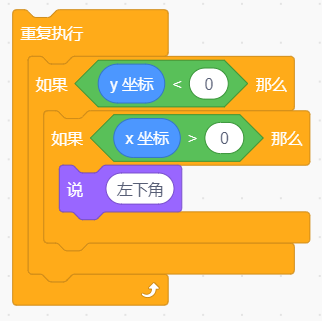 重复执行
如果 y 坐标 < 0 那么
如果 x 坐标 > 0 那么
说 左下角